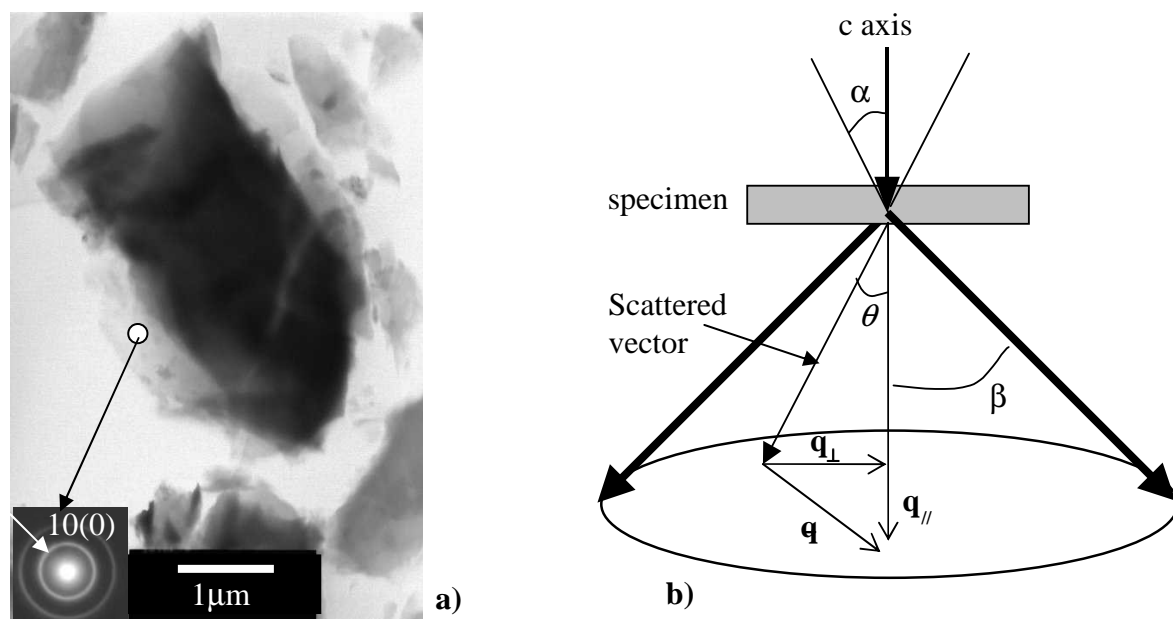 10(0)
1μm
a)
c axis
α
specimen
Scattered
vector
θ
β
q⊥
q//
q
b)